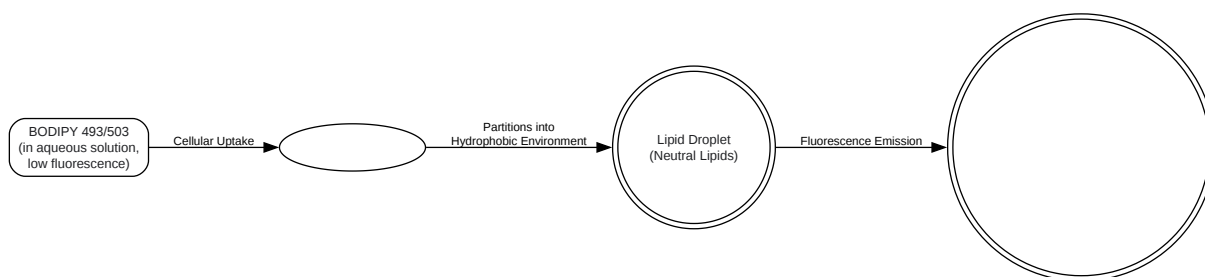 BODIPY 493/503
(in aqueous solution,
low fluorescence)
Cellular Uptake
Partitions into
Hydrophobic Environment
Lipid Droplet
(Neutral Lipids)
Fluorescence Emission